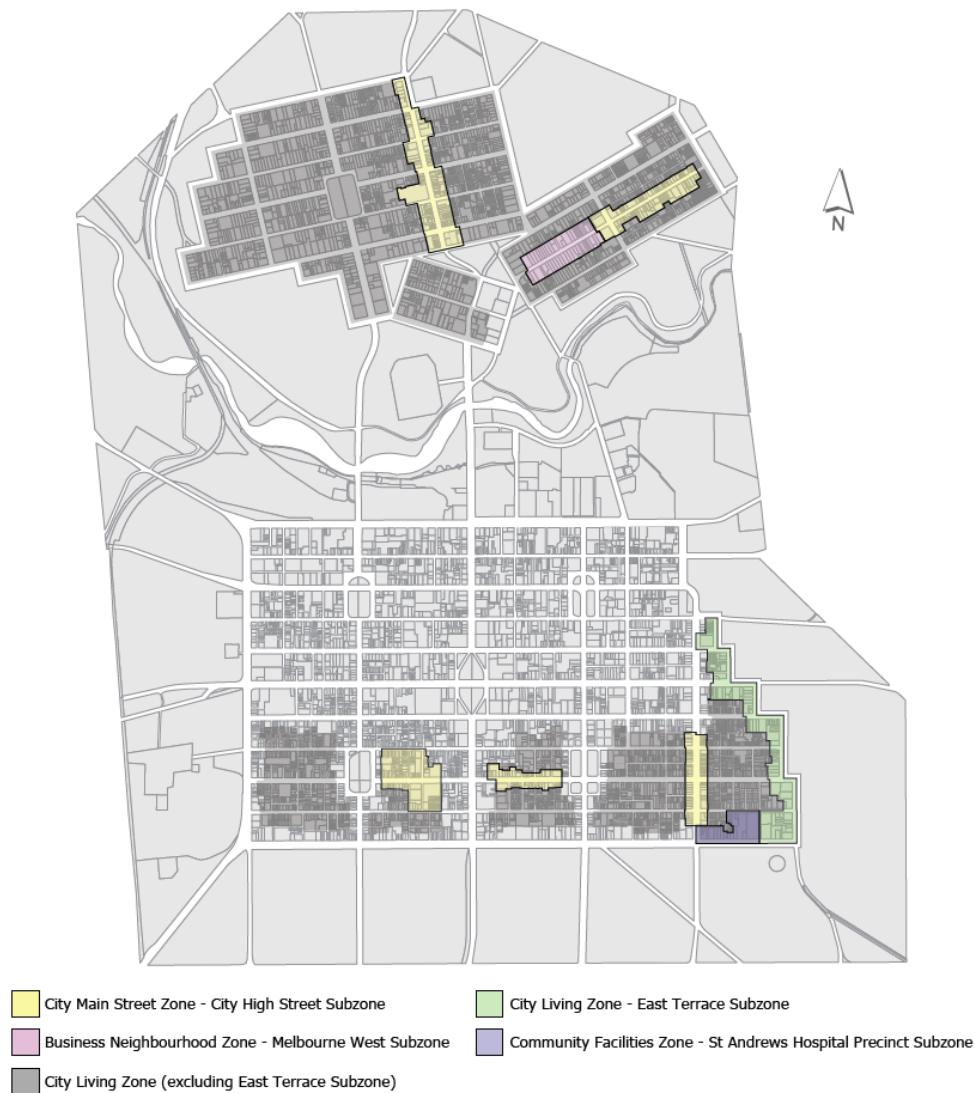 N
City Main Street Zone - City High Street Subzone
City Living Zone - East Terrace Subzone
Business Neighbourhood Zone - Melbourne West Subzone
Community Facilities Zone - St Andrews Hospital Precinct Subzone
City Living Zone (excluding East Terrace Subzone)